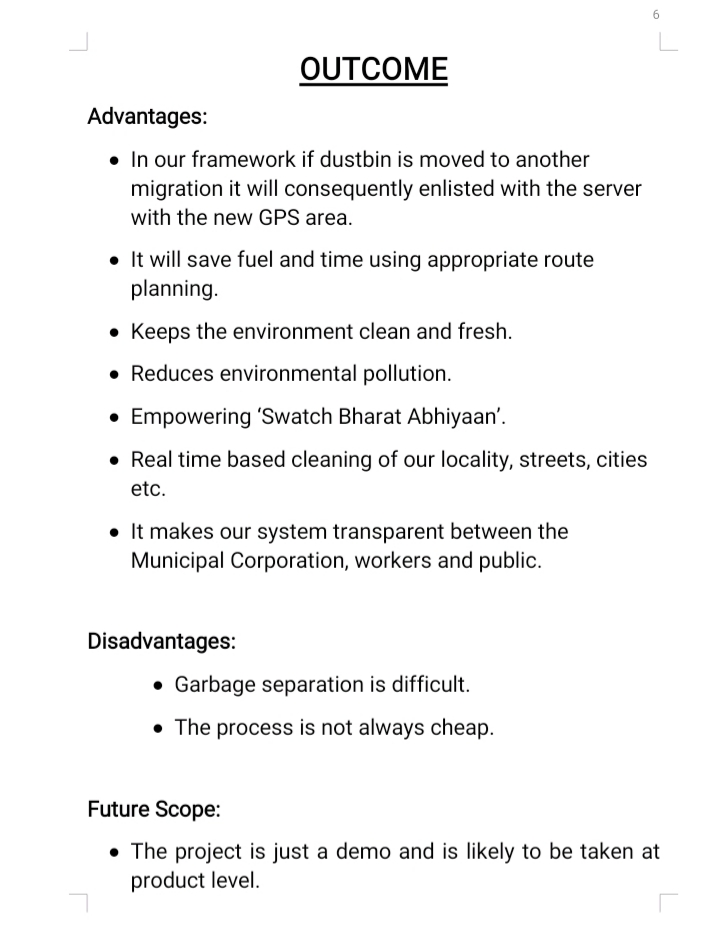 6
OUTCOME
Advantages:
• In our framework if dustbin is moved to another
migration it will consequently enlisted with the server
with the new GPS area.
• It will save fuel and time using appropriate route
planning.
• Keeps the environment clean and fresh.
• Reduces environmental pollution.
• Empowering ‘Swatch Bharat Abhiyaan’.
• Real time based cleaning of our locality, streets, cities
etc.
• It makes our system transparent between the
Municipal Corporation, workers and public.
Disadvantages:
• Garbage separation is difficult.
• The process is not always cheap.
Future Scope:
• The project is just a demo and is likely to be taken at
product level.